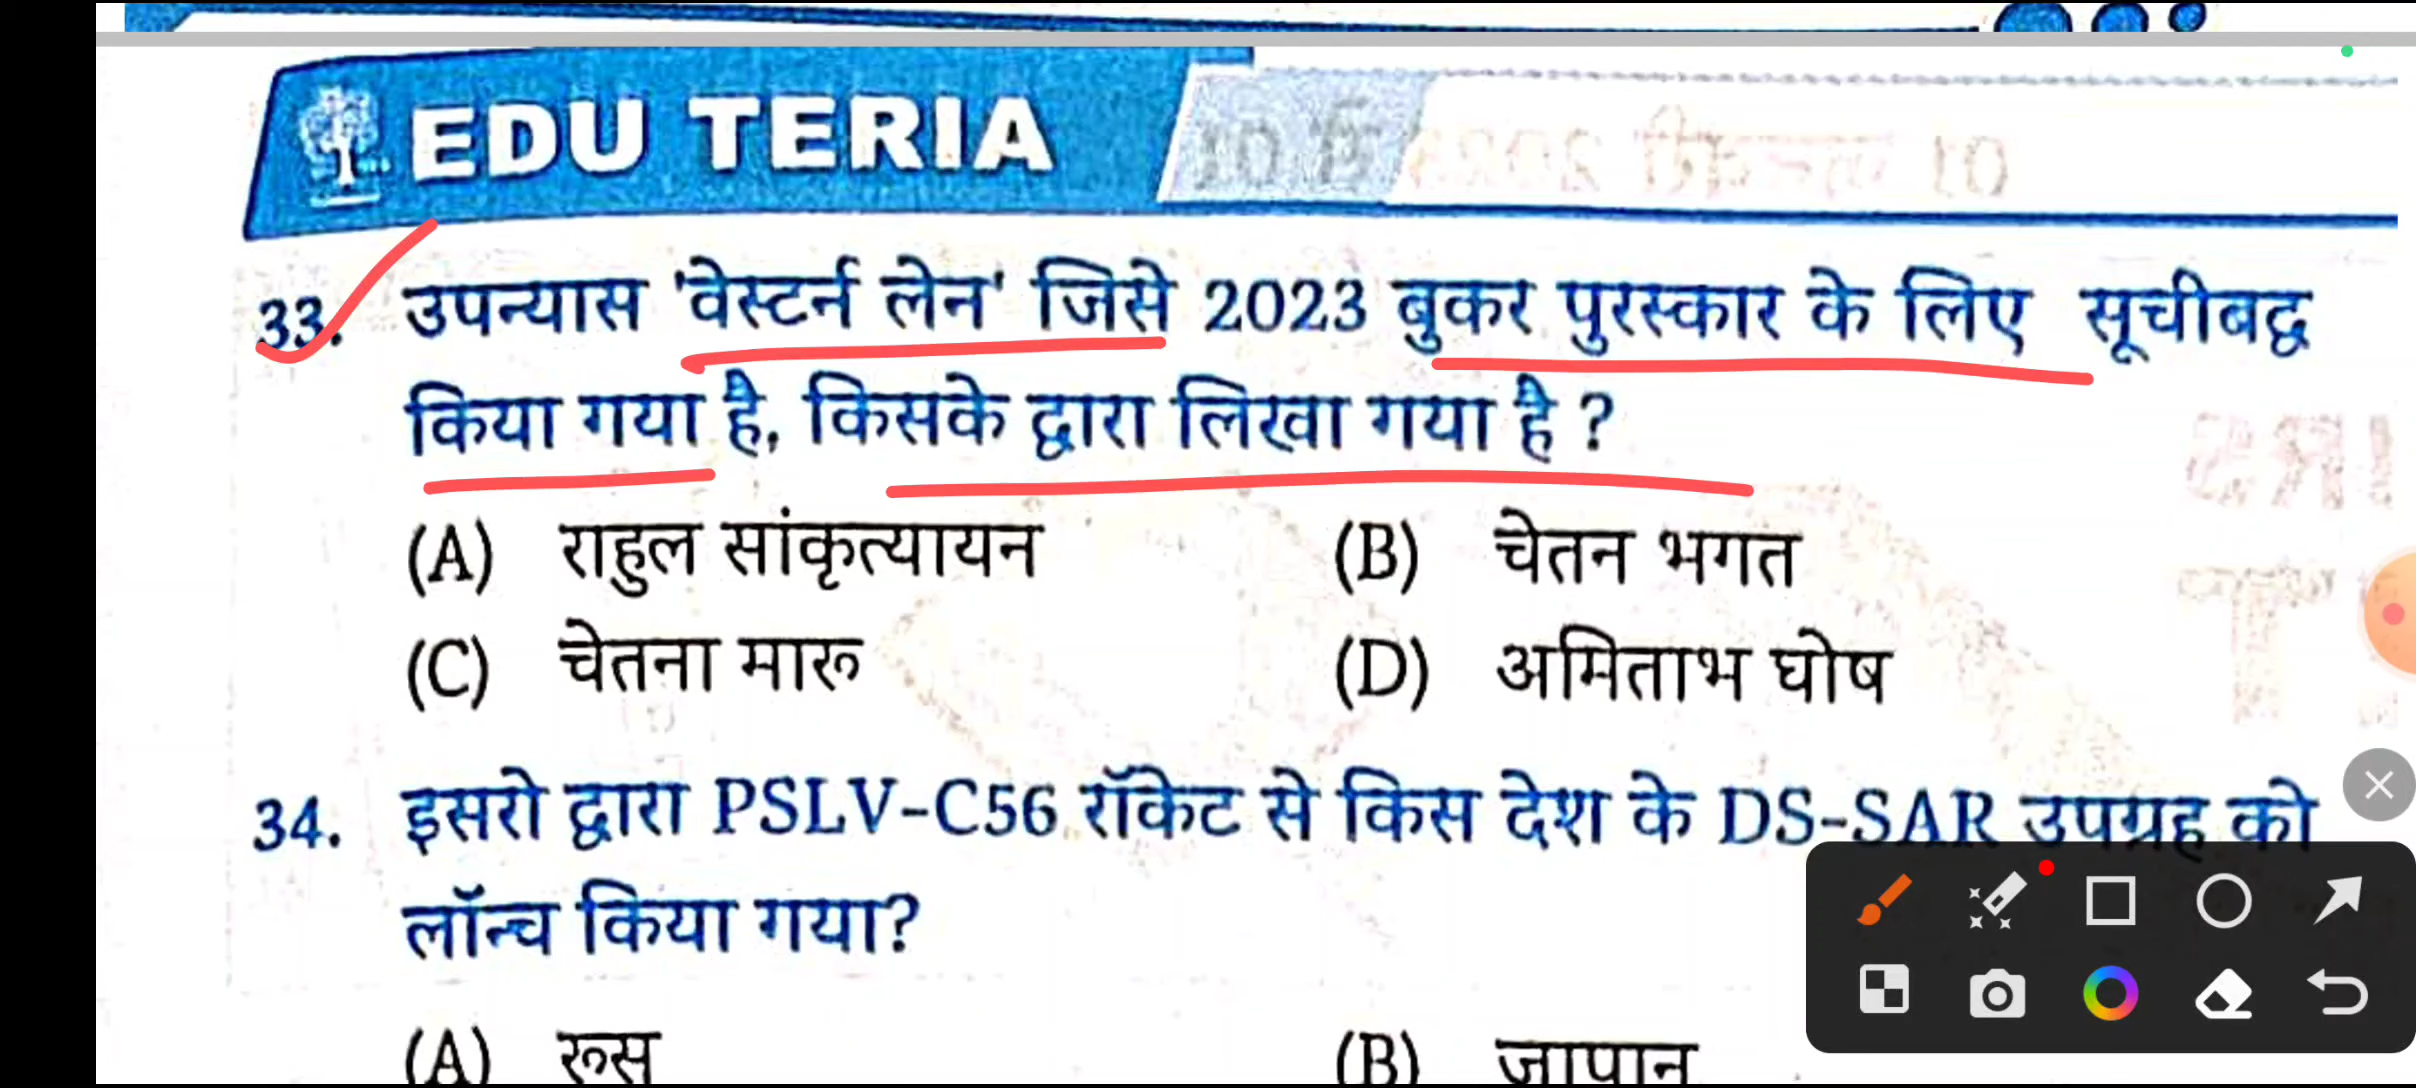 EDU TERIA
33. उपन्यास 'वेस्टर्न लेन' जिसे 2023 बुकर पुरस्कार के लिए सूचीबद्ध
किया गया है, किसके द्वारा लिखा गया है ?
(A) राहुल सांकृत्यायन (B) चेतन भगत
(C) चेतना मारू (D) अमिताभ घोष
34. इसरो द्वारा PSLV-C56 रॉकेट से किस देश के DS-SAR उपग्रह को
लॉन्च किया गया?
(A) रूस (B) जापान